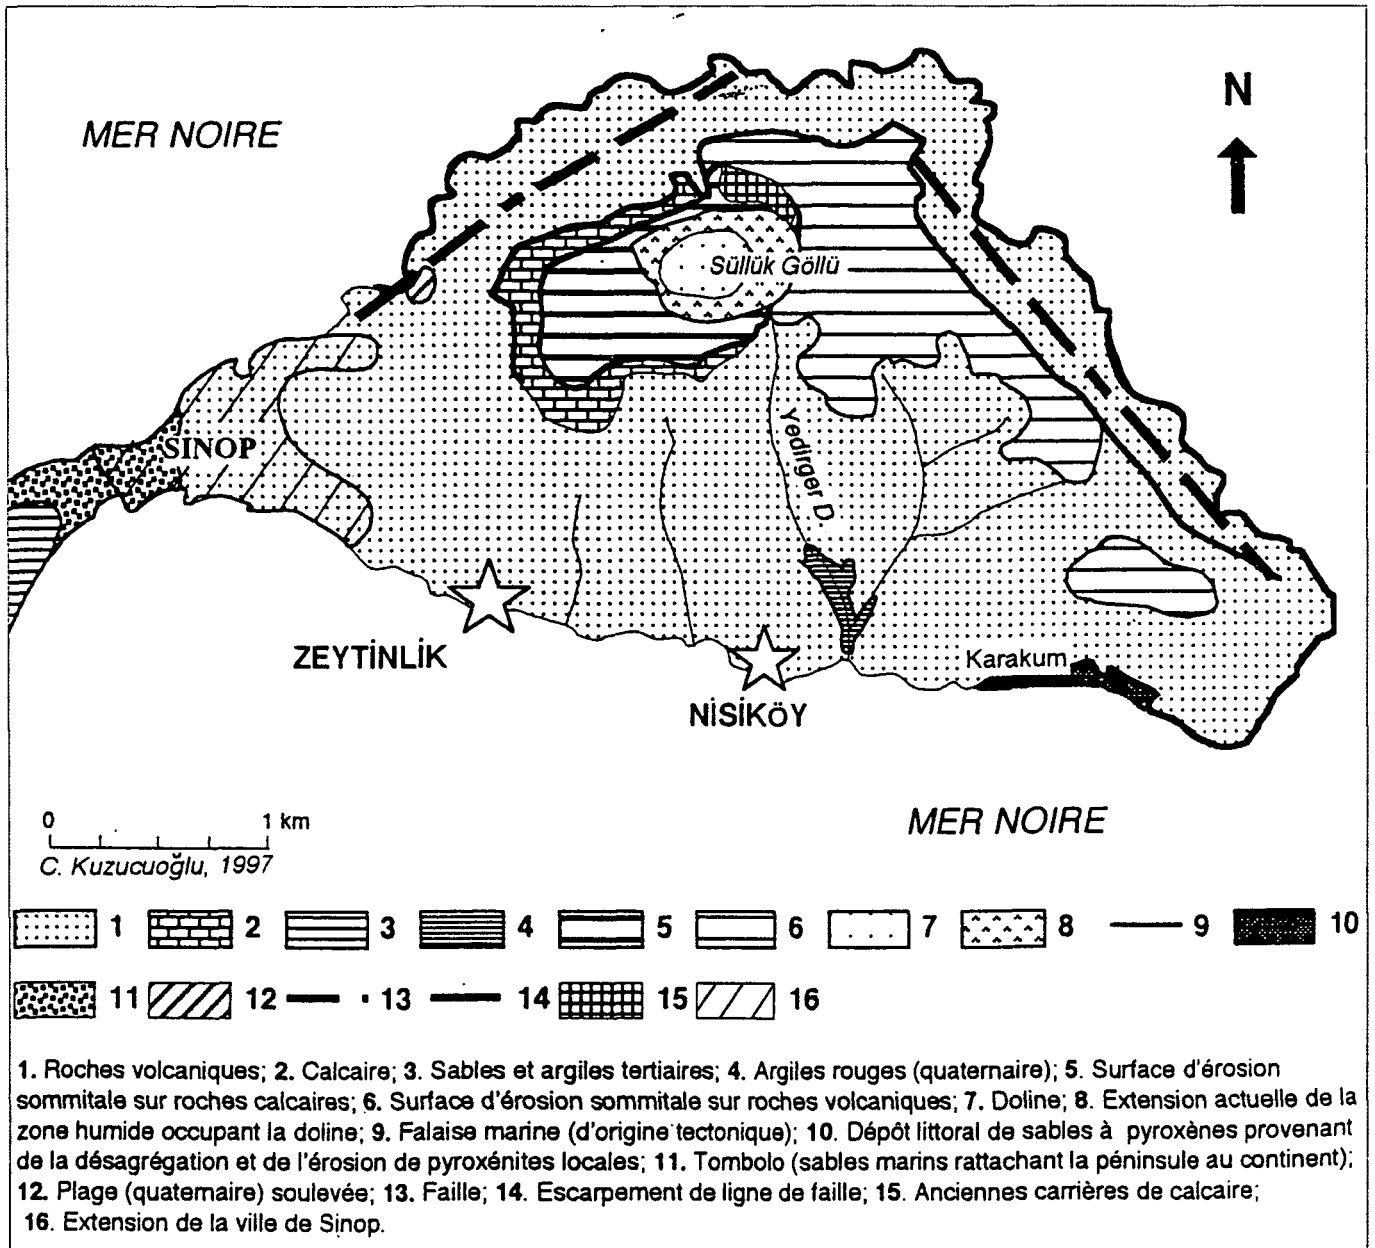 N
MER NOIRE
Süllük Göllü
Yedirger D.
SINOP
ZEYTİNLİK
NİSİKÖY
Karakum
MER NOIRE
0 1 km
C. Kuzucuoğlu, 1997
1 2 3 4 5 6 7 8 9 10
11 12 13 14 15 16
1. Roches volcaniques; 2. Calcaire; 3. Sables et argiles tertiaires; 4. Argiles rouges (quaternaire); 5. Surface d'érosion
sommitale sur roches calcaires; 6. Surface d'érosion sommitale sur roches volcaniques; 7. Doline; 8. Extension actuelle de la
zone humide occupant la doline; 9. Falaise marine (d'origine tectonique); 10. Dépôt littoral de sables à pyroxènes provenant
de la désagrégation et de l'érosion de pyroxénites locales; 11. Tombolo (sables marins rattachant la péninsule au continent);
12. Plage (quaternaire) soulevée; 13. Faille; 14. Escarpement de ligne de faille; 15. Anciennes carrières de calcaire;
16. Extension de la ville de Sinop.